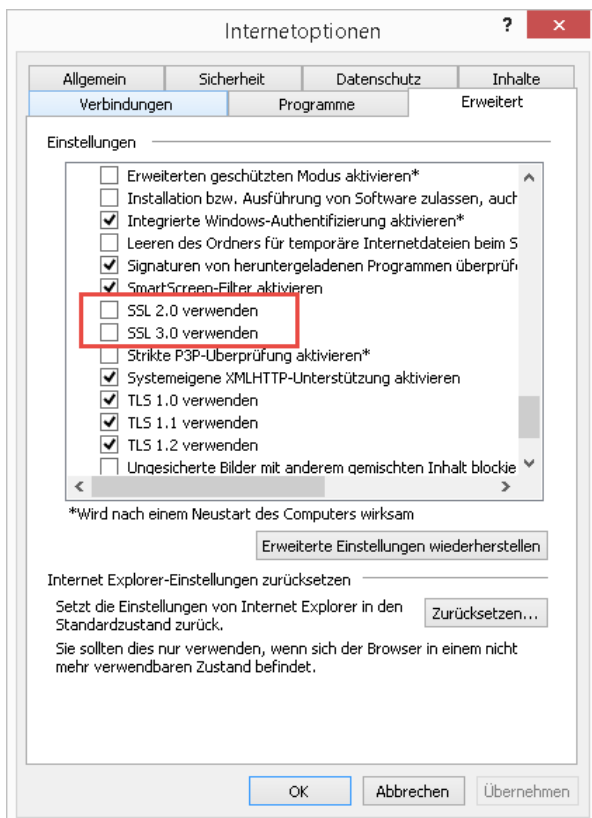 Internetoptionen
?
Allgemein
Sicherheit
Datenschutz
Inhalte
Verbindungen
Programme
Erweitert
Einstellungen
Erweiterten geschützten Modus aktivieren*
Installation bzw. Ausführung von Software zulassen, auch
Integrierte Windows-Authentifizierung aktivieren*
Leeren des Ordners für temporäre Internetdateien beim S
Signaturen von heruntergeladenen Programmen überprüfe
SmartScreen-Filter aktivieren
SSL 2.0 verwenden
SSL 3.0 verwenden
Strikte P3P-Überprüfung aktivieren*
Systemeigene XMLHTTP-Unterstützung aktivieren
TLS 1.0 verwenden
TLS 1.1 verwenden
TLS 1.2 verwenden
Ungesicherte Bilder mit anderem gemischten Inhalt blockie
*Wird nach einem Neustart des Computers wirksam
Erweiterte Einstellungen wiederherstellen
Internet Explorer-Einstellungen zurücksetzen
Setzt die Einstellungen von Internet Explorer in den
Standardzustand zurück.
Zurücksetzen...
Sie sollten dies nur verwenden, wenn sich der Browser in einem nicht
mehr verwendbaren Zustand befindet.
OK
Abbrechen
Übernehmen